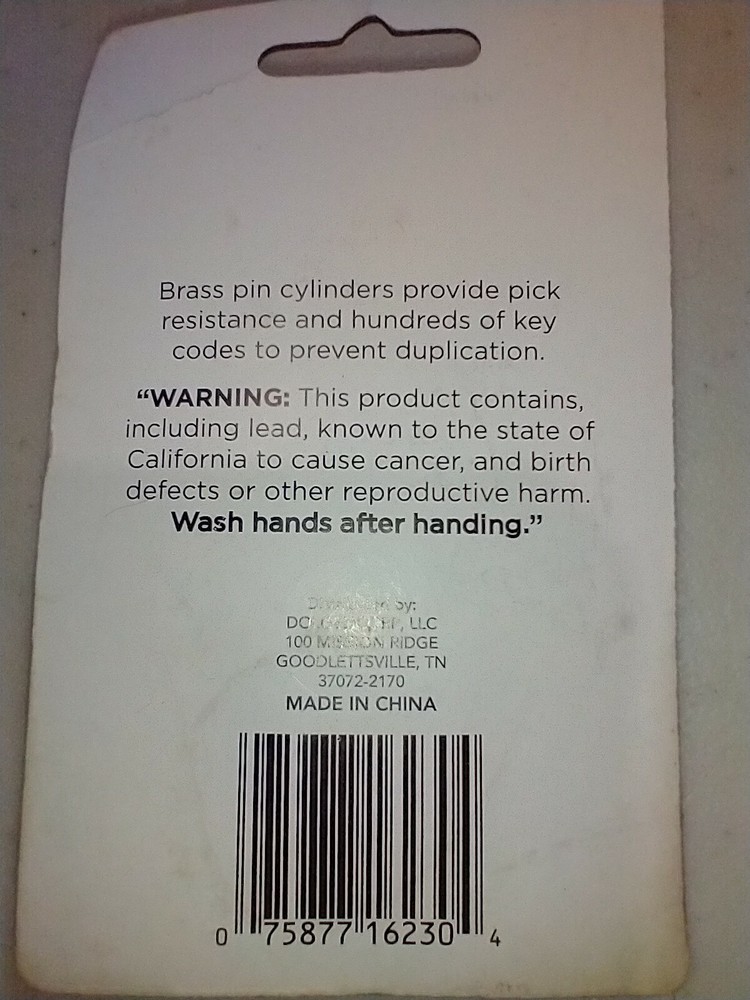 Brass pin cylinders provide pick
resistance and hundreds of key
codes to prevent duplication.
“WARNING: This product contains,
including lead, known to the state of
California to cause cancer, and birth
defects or other reproductive harm.
Wash hands after handing.”
by:
LLC
100 MISSION RIDGE
GOODLETTSVILLE, TN
37072-2170
MADE IN CHINA
0 75877 16230 4